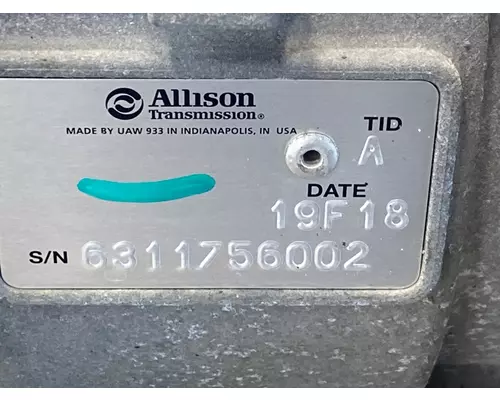 Allison
Transmission®
MADE BY UAW 933 IN INDIANAPOLIS, IN USA
TID
A
DATE
19F18
S/N 6311756002